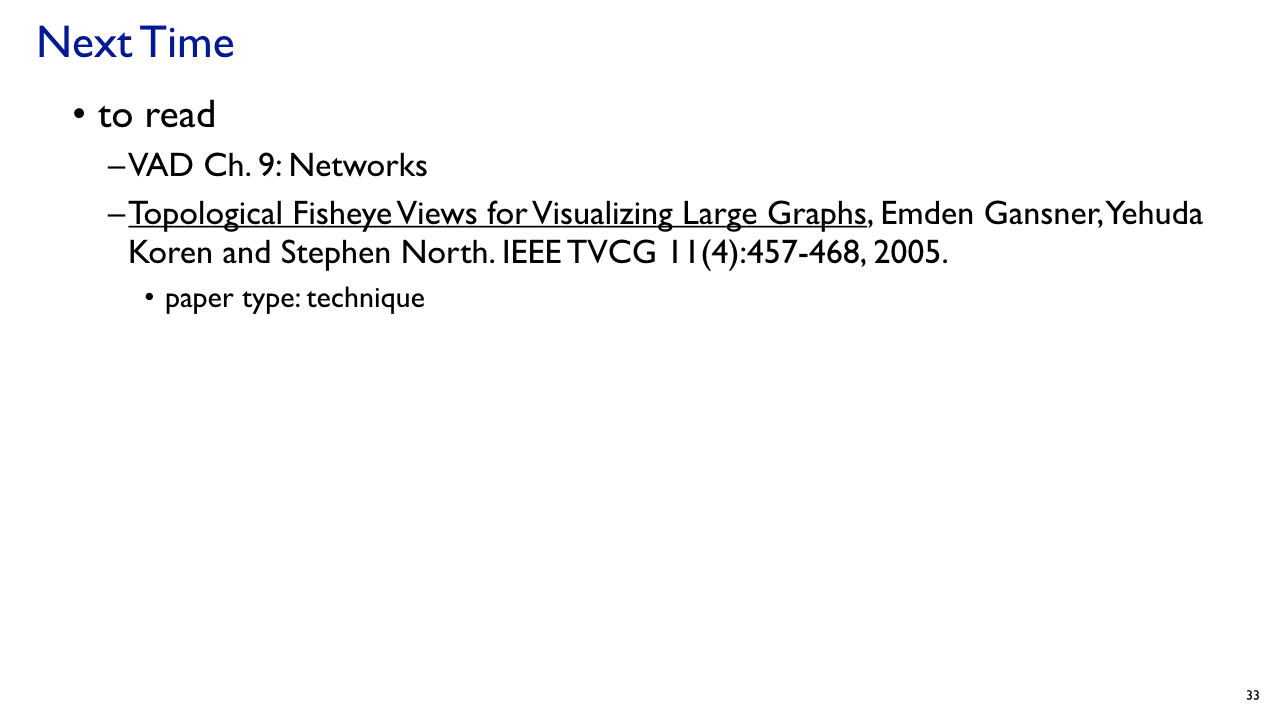 Next Time
• to read
–VAD Ch. 9: Networks
–Topological Fisheye Views for Visualizing Large Graphs, Emden Gansner, Yehuda
Koren and Stephen North. IEEE TVCG 11(4):457-468, 2005.
• paper type: technique
33